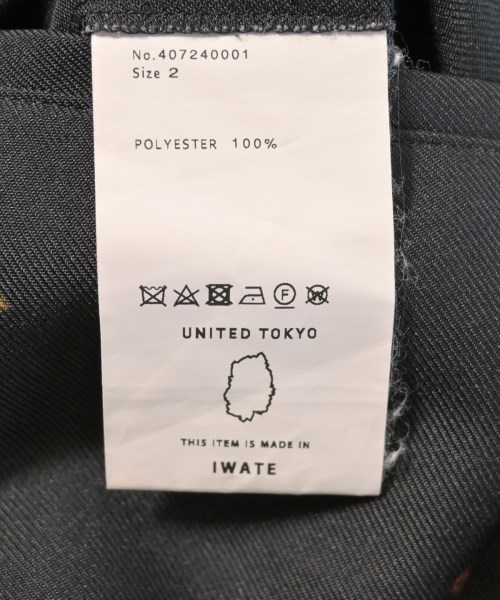 No.407240001
Size 2
POLYESTER 100%
F W
UNITED TOKYO
THIS ITEM IS MADE IN
IWATE